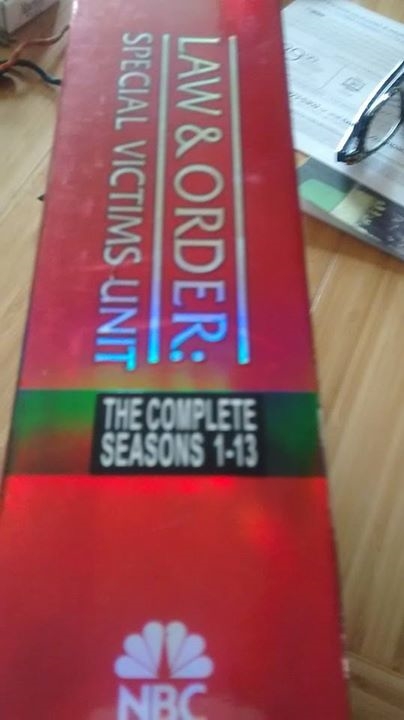 LAW & ORDER:
SPECIAL VICTIMS UNIT
THE COMPLETE
SEASONS 1-13
NBC